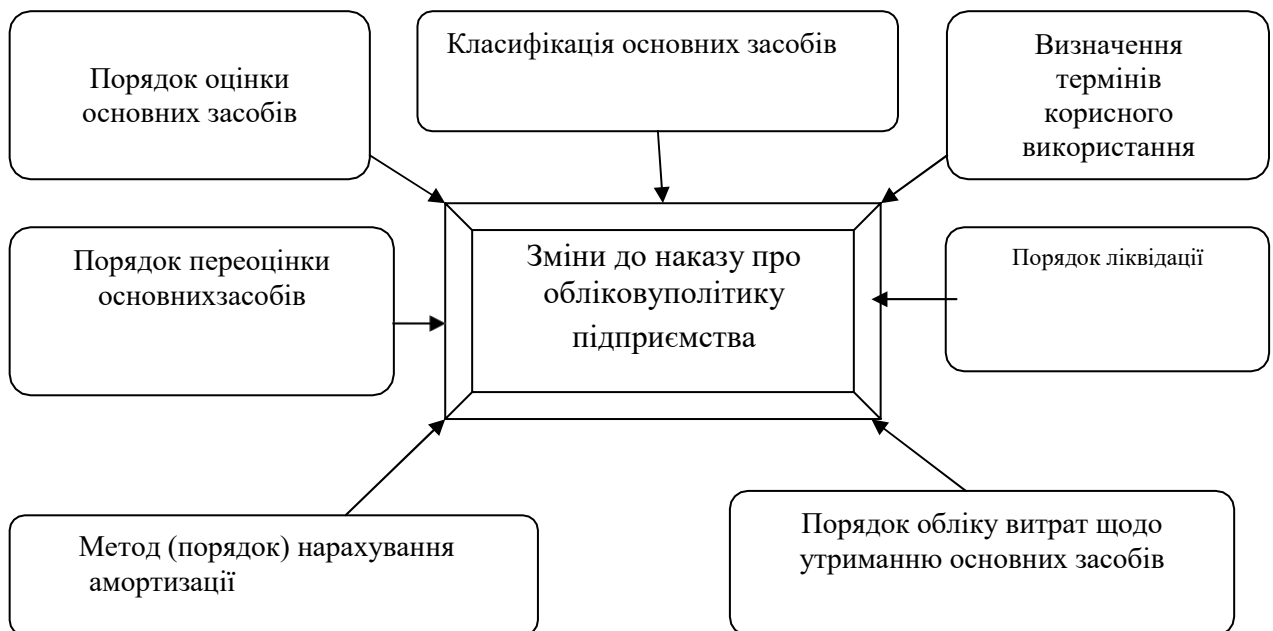 Порядок оцінки
основних засобів
Класифікація основних засобів
Визначення
термінів
корисного
використання
Порядок переоцінки
основнихзасобів
Зміни до наказу про
обліковуполітику
підприємства
Порядок ліквідації
Метод (порядок) нарахування
амортизації
Порядок обліку витрат щодо
утриманню основних засобів